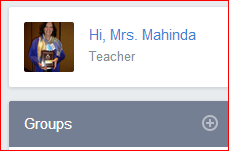 Hi, Mrs. Mahinda
Teacher
Groups